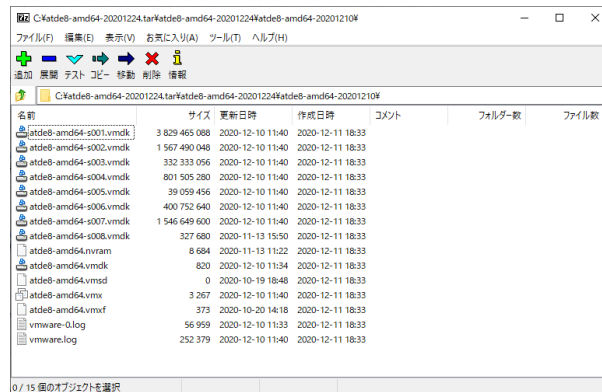 C:¥atde8-amd64-20201224.tar¥atde8-amd64-20201224¥atde8-amd64-20201210¥
ファイル(F) 編集(E) 表示(V) お気に入り(A) ツール(T) ヘルプ(H)
追加 展開 テスト コピー 移動 削除 情報
C:¥atde8-amd64-20201224.tar¥atde8-amd64-20201224¥atde8-amd64-20201210¥
名前 サイズ 更新日時 作成日時 コメント フォルダー数 ファイル数
atde8-amd64-s001.vmdk 3 829 465 088 2020-12-10 11:40 2020-12-11 18:33
atde8-amd64-s002.vmdk 1 567 490 048 2020-12-10 11:40 2020-12-11 18:33
atde8-amd64-s003.vmdk 332 333 056 2020-12-10 11:40 2020-12-11 18:33
atde8-amd64-s004.vmdk 801 505 280 2020-12-10 11:40 2020-12-11 18:33
atde8-amd64-s005.vmdk 39 059 456 2020-12-10 11:40 2020-12-11 18:33
atde8-amd64-s006.vmdk 400 752 640 2020-12-10 11:40 2020-12-11 18:33
atde8-amd64-s007.vmdk 1 546 649 600 2020-12-10 11:40 2020-12-11 18:33
atde8-amd64-s008.vmdk 327 680 2020-11-13 15:50 2020-12-11 18:33
atde8-amd64.nvram 8 684 2020-11-13 11:22 2020-12-11 18:33
atde8-amd64.vmdk 820 2020-12-10 11:34 2020-12-11 18:33
atde8-amd64.vmsd 0 2020-10-19 18:48 2020-12-11 18:33
atde8-amd64.vmx 3 267 2020-12-10 11:40 2020-12-11 18:33
atde8-amd64.vmxf 373 2020-10-20 14:18 2020-12-11 18:33
vmware-0.log 56 959 2020-12-10 11:33 2020-12-11 18:33
vmware.log 252 379 2020-12-10 11:40 2020-12-11 18:33
0 / 15 個のオブジェクトを選択